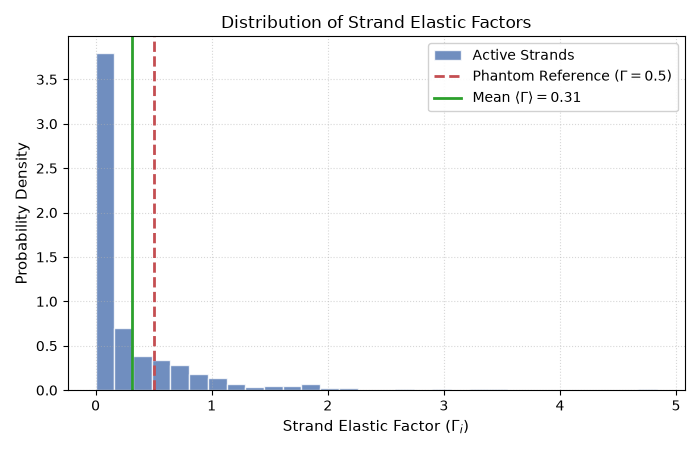 Distribution of Strand Elastic Factors
Active Strands
Phantom Reference (Γ = 0.5)
Mean ⟨Γ⟩ = 0.31
Probability Density
3.5
3.0
2.5
2.0
1.5
1.0
0.5
0.0
0 1 2 3 4 5
Strand Elastic Factor (Γᵢ)